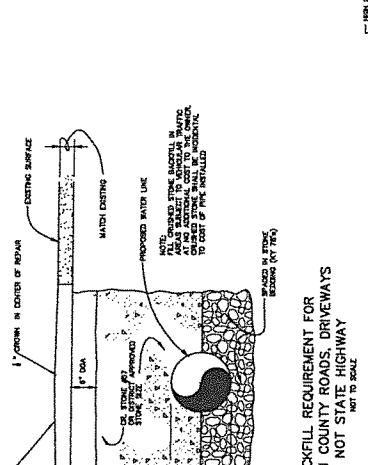 " CROWN IN CENTER OF REPAIR
EXISTING SURFACE
MATCH EXISTING
6" DGA
CR. STONE #57
OR DISTRICT APPROVED
STONE SIZE
PROPOSED WATER LINE
NOTE:
FILL CRUSHED STONE BACKFILL IN
AREAS SUBJECT TO VEHICULAR TRAFFIC
AT NO ADDITIONAL COST TO THE OWNER.
CRUSHED STONE SHALL BE INCIDENTAL
TO COST OF PIPE INSTALLED
SPADED IN STONE
BEDDING (KY 78's)
CKFILL REQUIREMENT FOR
COUNTY ROADS, DRIVEWAYS
NOT STATE HIGHWAY
NOT TO SCALE